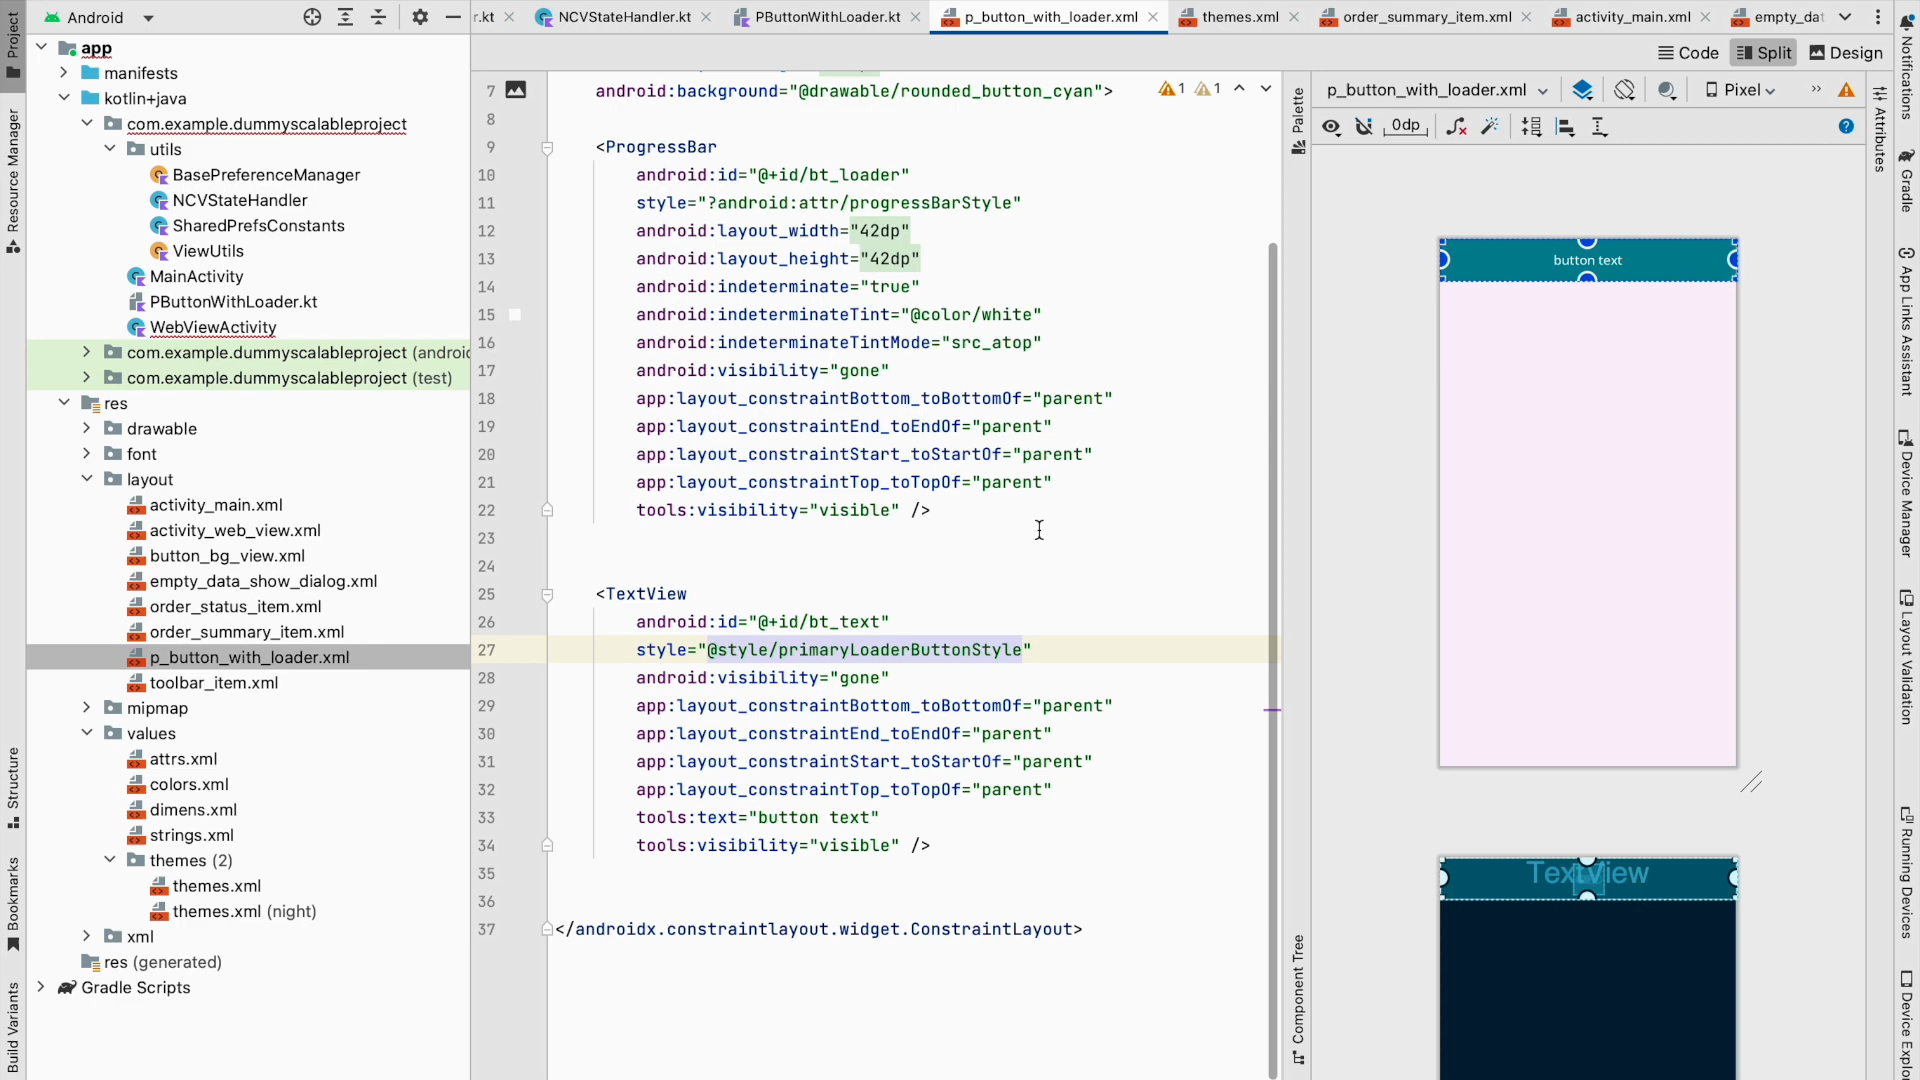 Project
Resource Manager
Structure
Bookmarks
Build Variants
Android
app
manifests
kotlin+java
com.example.dummyscalableproject
utils
BasePreferenceManager
NCVStateHandler
SharedPrefsConstants
ViewUtils
MainActivity
PButtonWithLoader.kt
WebViewActivity
com.example.dummyscalableproject (androi
com.example.dummyscalableproject (test)
res
drawable
font
layout
activity_main.xml
activity_web_view.xml
button_bg_view.xml
empty_data_show_dialog.xml
order_status_item.xml
order_summary_item.xml
p_button_with_loader.xml
toolbar_item.xml
mipmap
values
attrs.xml
colors.xml
dimens.xml
strings.xml
themes (2)
themes.xml
themes.xml (night)
xml
res (generated)
Gradle Scripts
r.kt
NCVStateHandler.kt
PButtonWithLoader.kt
p_button_with_loader.xml
themes.xml
order_summary_item.xml
activity_main.xml
empty_dat
Code
Split
Design
7 android:background="@drawable/rounded_button_cyan">
1 1
8
9 <ProgressBar
10 android:id="@+id/bt_loader"
11 style="?android:attr/progressBarStyle"
12 android:layout_width="42dp"
13 android:layout_height="42dp"
14 android:indeterminate="true"
15 android:indeterminateTint="@color/white"
16 android:indeterminateTintMode="src_atop"
17 android:visibility="gone"
18 app:layout_constraintBottom_toBottomOf="parent"
19 app:layout_constraintEnd_toEndOf="parent"
20 app:layout_constraintStart_toStartOf="parent"
21 app:layout_constraintTop_toTopOf="parent"
22 tools:visibility="visible" />
23
24
25 <TextView
26 android:id="@+id/bt_text"
27 style="@style/primaryLoaderButtonStyle"
28 android:visibility="gone"
29 app:layout_constraintBottom_toBottomOf="parent"
30 app:layout_constraintEnd_toEndOf="parent"
31 app:layout_constraintStart_toStartOf="parent"
32 app:layout_constraintTop_toTopOf="parent"
33 tools:text="button text"
34 tools:visibility="visible" />
35
36
37 </androidx.constraintlayout.widget.ConstraintLayout>
Palette
Component Tree
p_button_with_loader.xml
Pixel
0dp
button text
TextView
Attributes
Notifications
Gradle
App Links Assistant
Device Manager
Layout Validation
Running Devices
Device Explo